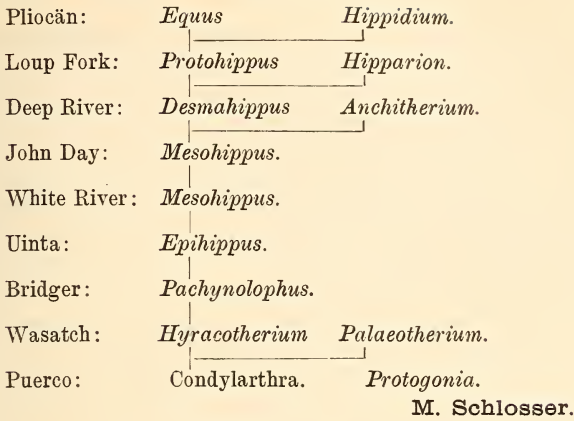 Pliocän: Equus Hippidium.
Loup Fork: Protohippus Hipparion.
Deep River: Desmahippus Anchitherium.
John Day: Mesohippus.
White River: Mesohippus.
Uinta: Epihippus.
Bridger: Pachynolophus.
Wasatch: Hyracotherium Palaeotherium.
Puerco: Condylarthra. Protogonia.
M. Schlosser.